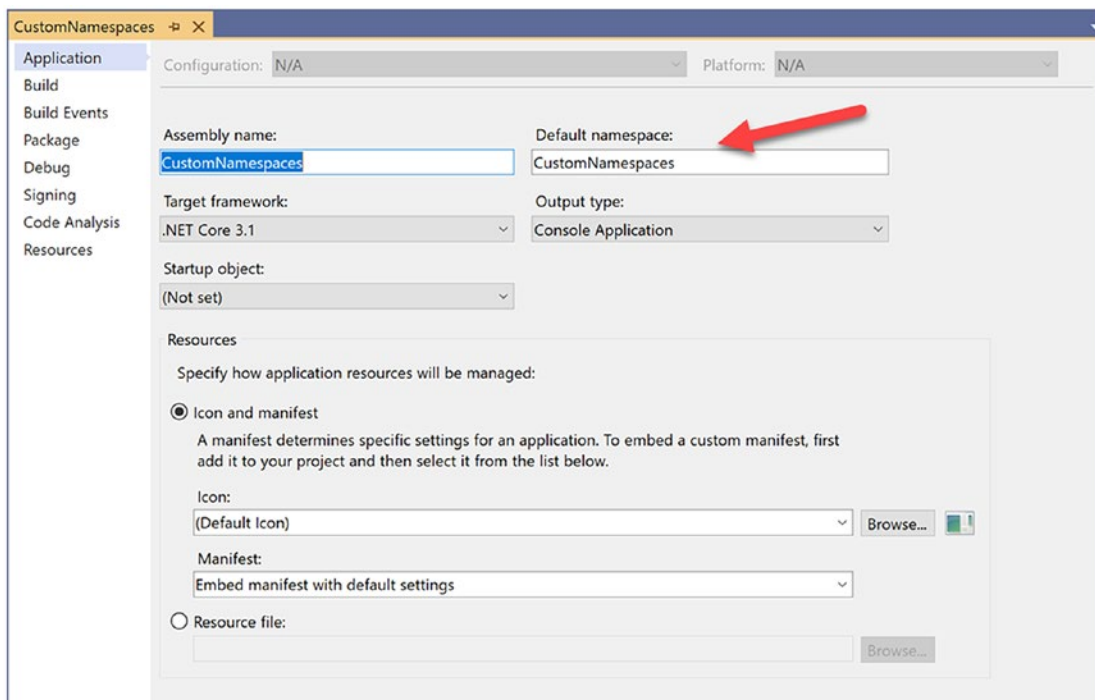 CustomNamespaces
Application
Build
Build Events
Package
Debug
Signing
Code Analysis
Resources
Configuration: N/A Platform: N/A
Assembly name: Default namespace:
CustomNamespaces CustomNamespaces
Target framework: Output type:
.NET Core 3.1 Console Application
Startup object:
(Not set)
Resources
Specify how application resources will be managed:
Icon and manifest
A manifest determines specific settings for an application. To embed a custom manifest, first
add it to your project and then select it from the list below.
Icon:
(Default Icon) Browse...
Manifest:
Embed manifest with default settings
Resource file:
Browse...